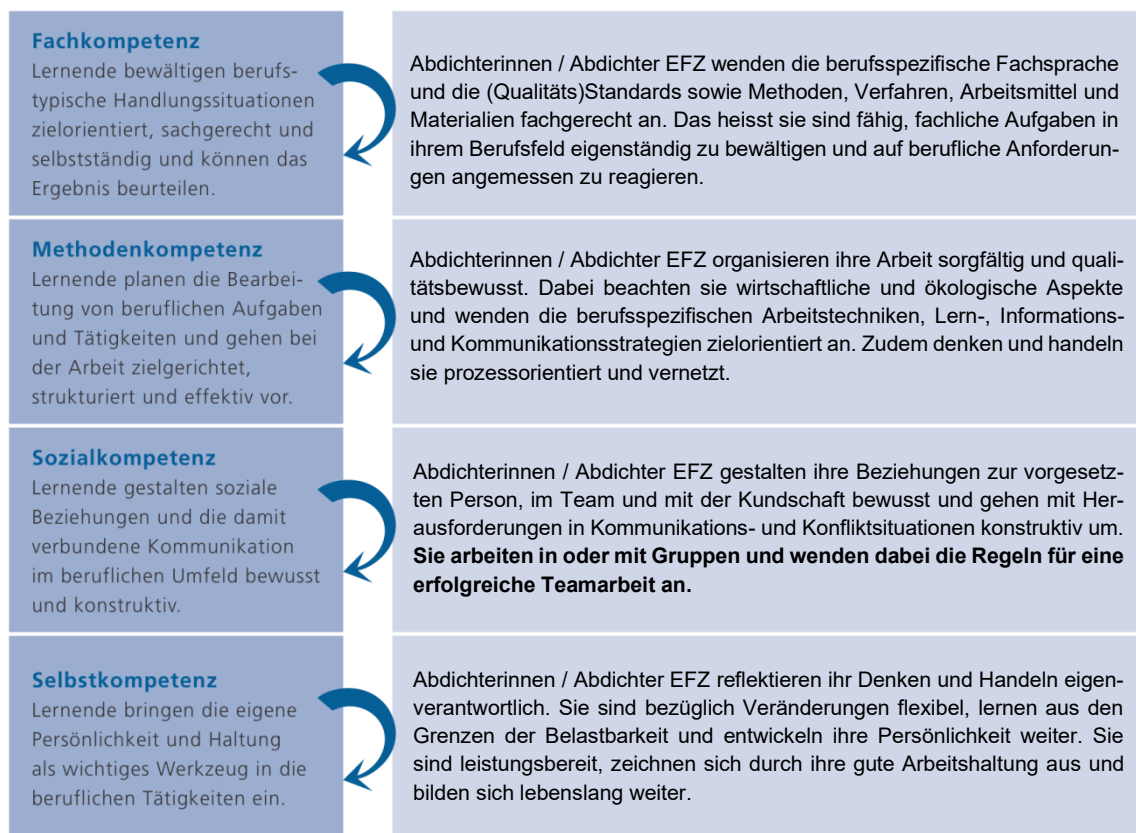 Fachkompetenz
Lernende bewältigen berufs-
typische Handlungssituationen
zielorientiert, sachgerecht und
selbstständig und können das
Ergebnis beurteilen.
Abdichterinnen / Abdichter EFZ wenden die berufsspezifische Fachsprache
und die (Qualitäts)Standards sowie Methoden, Verfahren, Arbeitsmittel und
Materialien fachgerecht an. Das heisst sie sind fähig, fachliche Aufgaben in
ihrem Berufsfeld eigenständig zu bewältigen und auf berufliche Anforderun-
gen angemessen zu reagieren.
Methodenkompetenz
Lernende planen die Bearbei-
tung von beruflichen Aufgaben
und Tätigkeiten und gehen bei
der Arbeit zielgerichtet,
strukturiert und effektiv vor.
Abdichterinnen / Abdichter EFZ organisieren ihre Arbeit sorgfältig und quali-
tätsbewusst. Dabei beachten sie wirtschaftliche und ökologische Aspekte
und wenden die berufsspezifischen Arbeitstechniken, Lern-, Informations-
und Kommunikationsstrategien zielorientiert an. Zudem denken und handeln
sie prozessorientiert und vernetzt.
Sozialkompetenz
Lernende gestalten soziale
Beziehungen und die damit
verbundene Kommunikation
im beruflichen Umfeld bewusst
und konstruktiv.
Abdichterinnen / Abdichter EFZ gestalten ihre Beziehungen zur vorgesetz-
ten Person, im Team und mit der Kundschaft bewusst und gehen mit Her-
ausforderungen in Kommunikations- und Konfliktsituationen konstruktiv um.
Sie arbeiten in oder mit Gruppen und wenden dabei die Regeln für eine
erfolgreiche Teamarbeit an.
Selbstkompetenz
Lernende bringen die eigene
Persönlichkeit und Haltung
als wichtiges Werkzeug in die
beruflichen Tätigkeiten ein.
Abdichterinnen / Abdichter EFZ reflektieren ihr Denken und Handeln eigen-
verantwortlich. Sie sind bezüglich Veränderungen flexibel, lernen aus den
Grenzen der Belastbarkeit und entwickeln ihre Persönlichkeit weiter. Sie
sind leistungsbereit, zeichnen sich durch ihre gute Arbeitshaltung aus und
bilden sich lebenslang weiter.